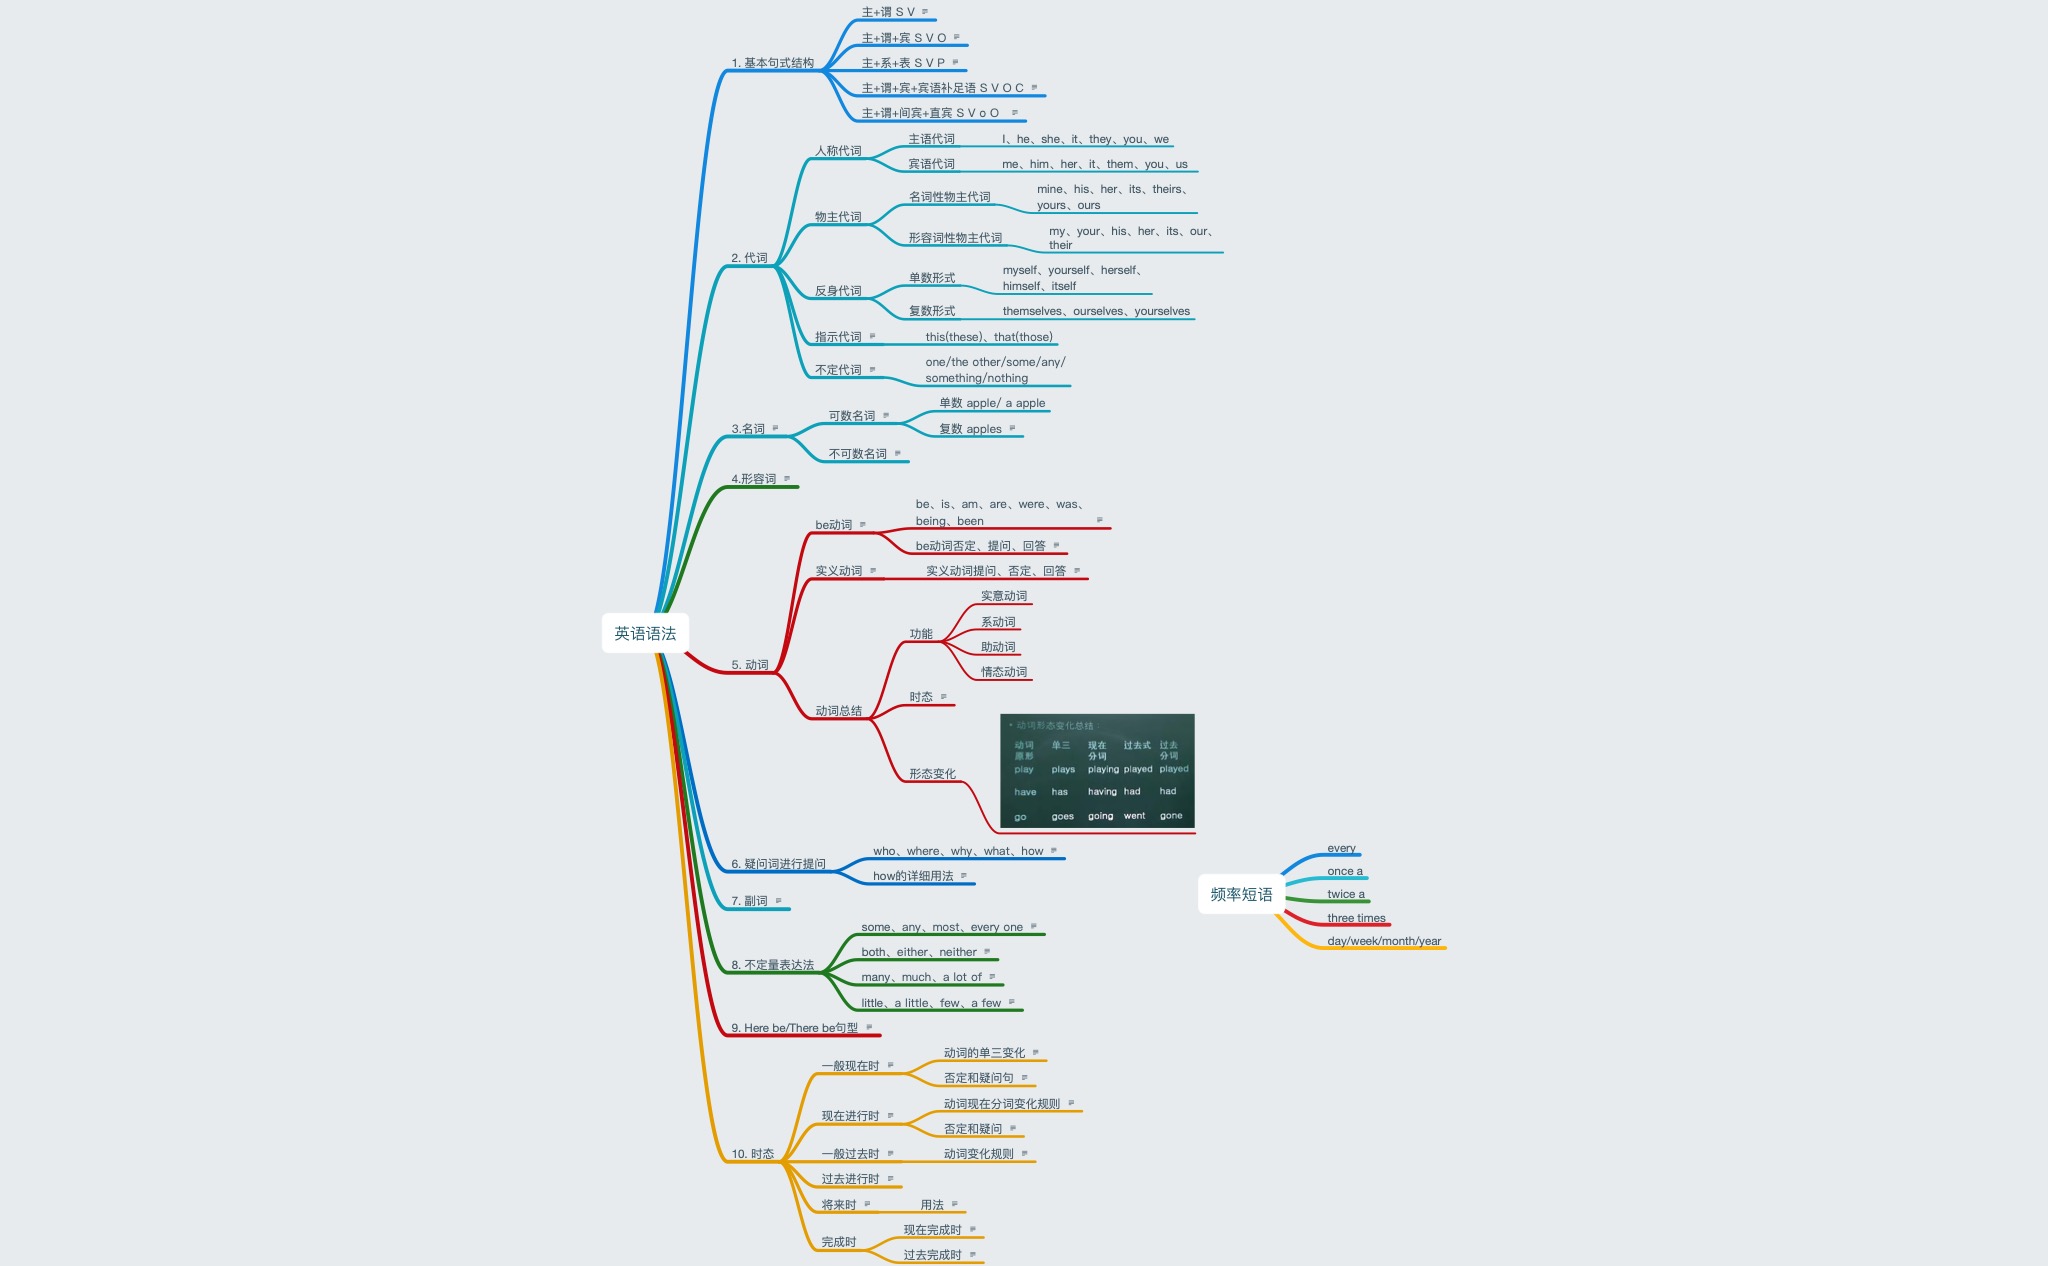 主+谓 S V
主+谓+宾 S V O
1. 基本句式结构
主+系+表 S V P
主+谓+宾+宾语补足语 S V O C
主+谓+间宾+直宾 S V o O
2. 代词
人称代词
主语代词
I、he、she、it、they、you、we
宾语代词
me、him、her、it、them、you、us
物主代词
名词性物主代词
mine、his、her、its、theirs、
yours、ours
形容词性物主代词
my、your、his、her、its、our、
their
反身代词
单数形式
myself、yourself、herself、
himself、itself
复数形式
themselves、ourselves、yourselves
指示代词
this(these)、that(those)
不定代词
one/the other/some/any/
something/nothing
3.名词
可数名词
单数 apple/ a apple
复数 apples
不可数名词
4.形容词
英语语法
5. 动词
be动词
be、is、am、are、were、was、
being、been
be动词否定、提问、回答
实义动词
实义动词提问、否定、回答
动词总结
功能
实意动词
系动词
助动词
情态动词
时态
形态变化
• 动词形态变化总结
动词 单三 现在 过去式 过去
原形 分词 分词
play plays playing played played
have has having had had
go goes going went gone
6. 疑问词进行提问
who、where、why、what、how
how的详细用法
7. 副词
8. 不定量表达法
some、any、most、every one
both、either、neither
many、much、a lot of
little、a little、few、a few
9. Here be/There be句型
10. 时态
一般现在时
动词的单三变化
否定和疑问句
现在进行时
动词现在分词变化规则
否定和疑问
一般过去时
动词变化规则
过去进行时
将来时
用法
完成时
现在完成时
过去完成时
频率短语
every
once a
twice a
three times
day/week/month/year